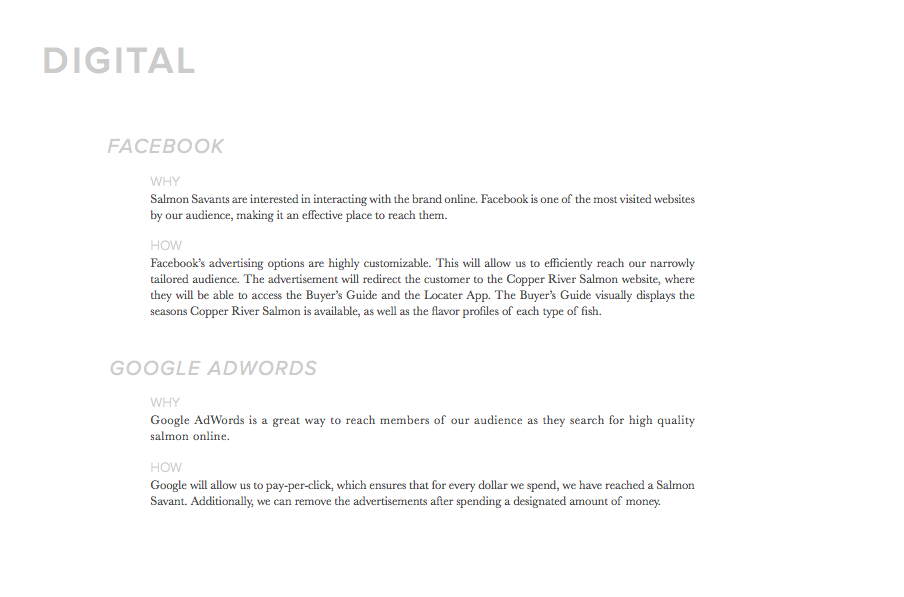 DIGITAL
FACEBOOK
WHY
Salmon Savants are interested in interacting with the brand online. Facebook is one of the most visited websites
by our audience, making it an effective place to reach them.
HOW
Facebook's advertising options are highly customizable. This will allow us to efficiently reach our narrowly
tailored audience. The advertisement will redirect the customer to the Copper River Salmon website, where
they will be able to access the Buyer's Guide and the Locater App. The Buyer's Guide visually displays the
seasons Copper River Salmon is available, as well as the flavor profiles of each type of fish.
GOOGLE ADWORDS
WHY
Google AdWords is a great way to reach members of our audience as they search for high quality
salmon online.
HOW
Google will allow us to pay-per-click, which ensures that for every dollar we spend, we have reached a Salmon
Savant. Additionally, we can remove the advertisements after spending a designated amount of money.